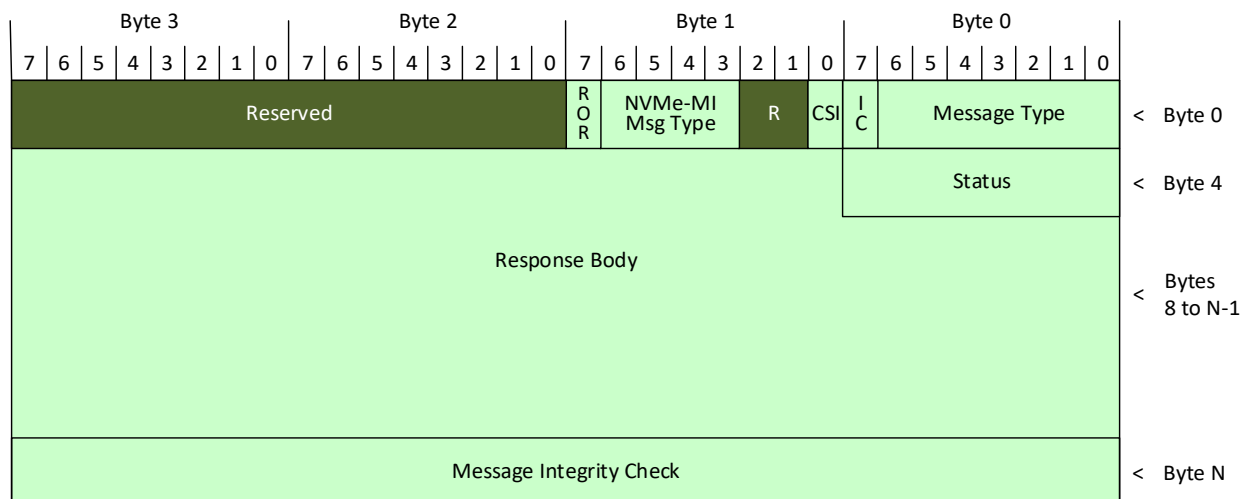 Byte 3 Byte 2 Byte 1 Byte 0
7 6 5 4 3 2 1 0 7 6 5 4 3 2 1 0 7 6 5 4 3 2 1 0 7 6 5 4 3 2 1 0
Reserved
R
O
R
NVMe-MI
Msg Type
R
CSI
I
C
Message Type
< Byte 0
Status
< Byte 4
Response Body
< Bytes
8 to N-1
Message Integrity Check
< Byte N